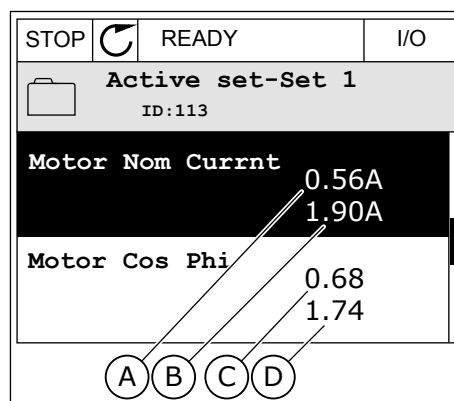 STOP READY I/O
Active set-Set 1
ID:113
Motor Nom Currnt
0.56A
1.90A
Motor Cos Phi
0.68
1.74
A B C D